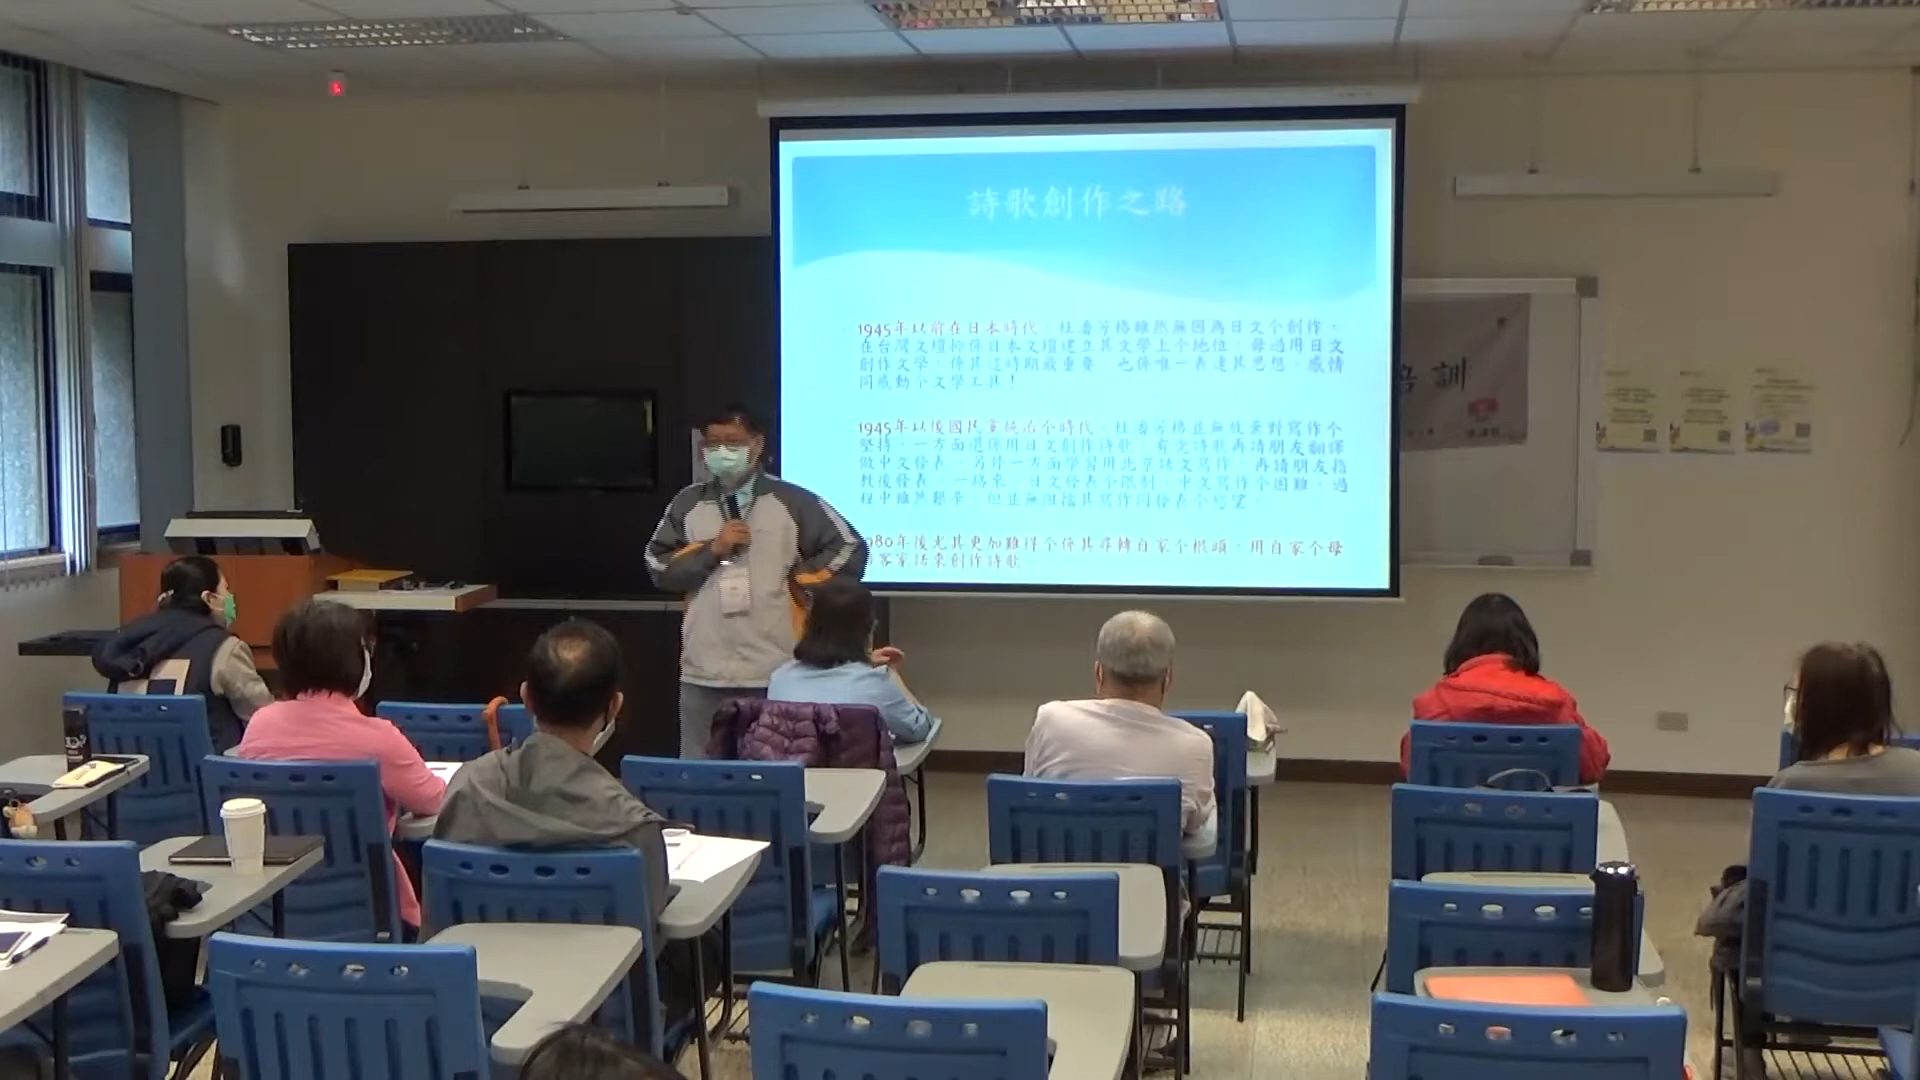 詩歌創作之路
1945年以前在日本時代，杜潘芳格雖然無因為日文个創作，
在台灣文壇抑係日本文壇建立其文學上个地位，毋過用日文
創作文學，係其這時期最重要，也係唯一表達其思想、感情
同感動个文學工具！
1945年以後國民黨統治个時代，杜潘芳格並無放棄對寫作个
堅持，一方面還係用日文創作詩歌，有兜詩歌再請朋友翻譯
做中文發表，另外一方面學習用北京話文寫作，再請朋友指
教後發表。一路來，日文發表个限制，中文寫作个困難，過
程中雖然艱辛，但並無阻擋其寫作同發表个慾望。
980年後尤其更加難得个係其尋轉自家个根頭，用自家个母
客家話來創作詩歌
培訓